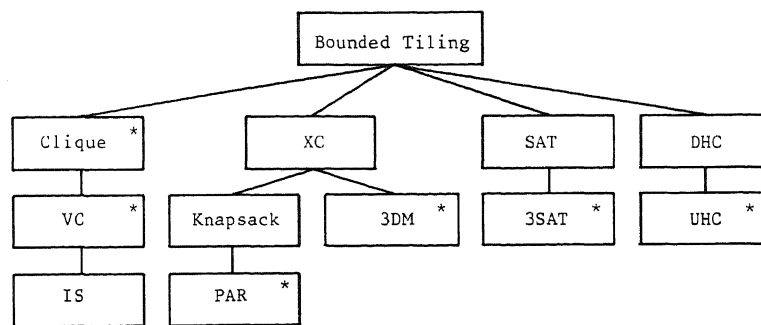 Bounded Tiling
Clique *
XC
SAT
DHC
VC *
Knapsack
3DM *
3SAT *
UHC *
IS
PAR *